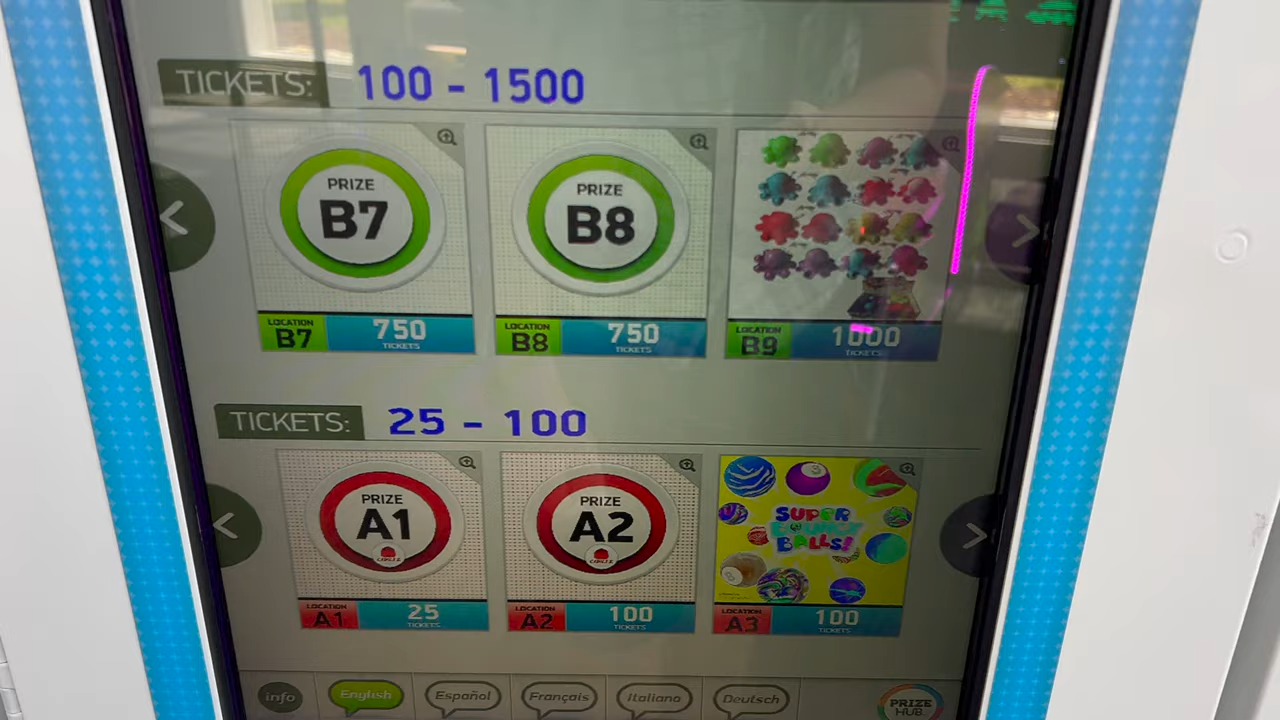 TICKETS: 100 - 1500
PRIZE
B7
PRIZE
B8
LOCATION
B7
750
TICKETS
LOCATION
B8
750
TICKETS
LOCATION
B9
1000
TICKETS
TICKETS: 25 - 100
PRIZE
A1
PRIZE
A2
SUPER
BOUNCY
BALLS!
LOCATION
A1
25
TICKETS
LOCATION
A2
100
TICKETS
LOCATION
A3
100
TICKETS
info English Español Français Italiano Deutsch
PRIZE
HUB